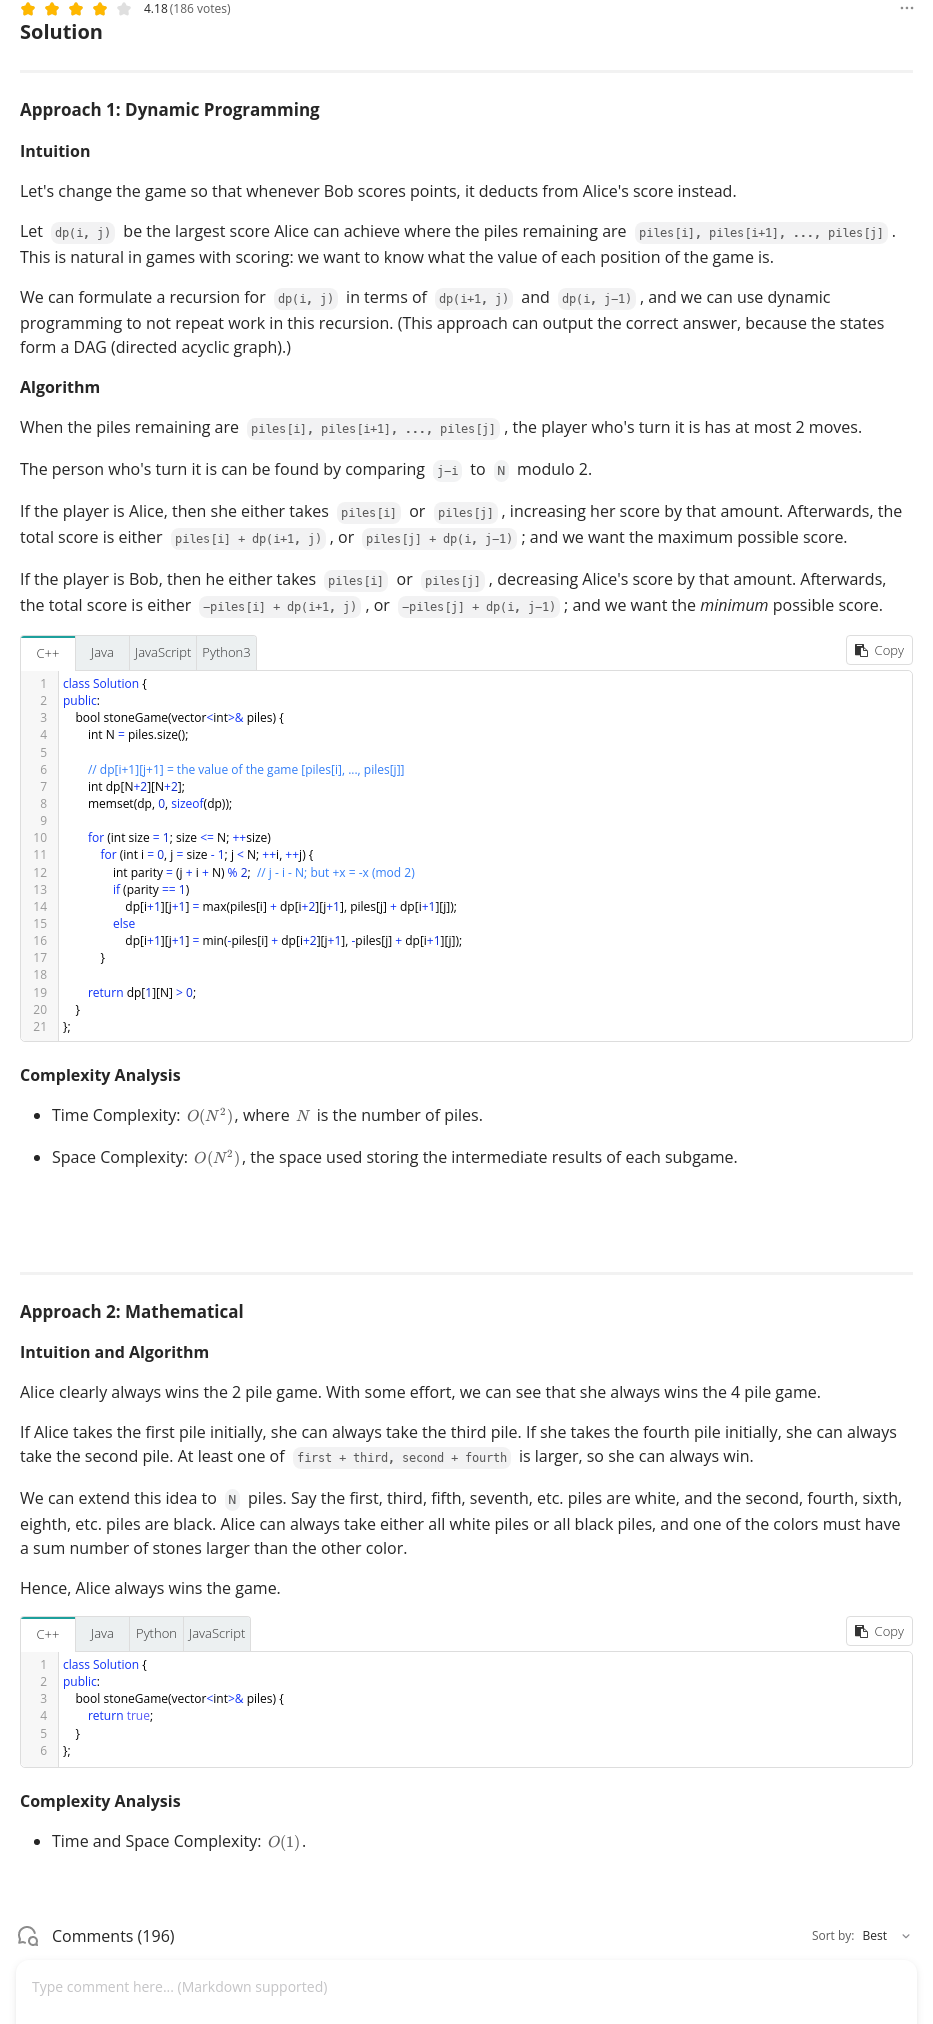 4.18 (186 votes)
Solution
Approach 1: Dynamic Programming
Intuition
Let's change the game so that whenever Bob scores points, it deducts from Alice's score instead.
Let dp(i, j) be the largest score Alice can achieve where the piles remaining are piles[i], piles[i+1], ..., piles[j] .
This is natural in games with scoring: we want to know what the value of each position of the game is.
We can formulate a recursion for dp(i, j) in terms of dp(i+1, j) and dp(i, j−1) , and we can use dynamic
programming to not repeat work in this recursion. (This approach can output the correct answer, because the states
form a DAG (directed acyclic graph).)
Algorithm
When the piles remaining are piles[i], piles[i+1], ..., piles[j] , the player who's turn it is has at most 2 moves.
The person who's turn it is can be found by comparing j−i to N modulo 2.
If the player is Alice, then she either takes piles[i] or piles[j] , increasing her score by that amount. Afterwards, the
total score is either piles[i] + dp(i+1, j) , or piles[j] + dp(i, j−1) ; and we want the maximum possible score.
If the player is Bob, then he either takes piles[i] or piles[j] , decreasing Alice's score by that amount. Afterwards,
the total score is either −piles[i] + dp(i+1, j) , or −piles[j] + dp(i, j−1) ; and we want the minimum possible score.
C++ Java JavaScript Python3 Copy
1 class Solution {
2 public:
3 bool stoneGame(vector<int>& piles) {
4 int N = piles.size();
5
6 // dp[i+1][j+1] = the value of the game [piles[i], ..., piles[j]]
7 int dp[N+2][N+2];
8 memset(dp, 0, sizeof(dp));
9
10 for (int size = 1; size <= N; ++size)
11 for (int i = 0, j = size - 1; j < N; ++i, ++j) {
12 int parity = (j + i + N) % 2; // j - i - N; but +x = -x (mod 2)
13 if (parity == 1)
14 dp[i+1][j+1] = max(piles[i] + dp[i+2][j+1], piles[j] + dp[i+1][j]);
15 else
16 dp[i+1][j+1] = min(-piles[i] + dp[i+2][j+1], -piles[j] + dp[i+1][j]);
17 }
18
19 return dp[1][N] > 0;
20 }
21 };
Complexity Analysis
• Time Complexity: O(N²), where N is the number of piles.
• Space Complexity: O(N²), the space used storing the intermediate results of each subgame.
Approach 2: Mathematical
Intuition and Algorithm
Alice clearly always wins the 2 pile game. With some effort, we can see that she always wins the 4 pile game.
If Alice takes the first pile initially, she can always take the third pile. If she takes the fourth pile initially, she can always
take the second pile. At least one of first + third, second + fourth is larger, so she can always win.
We can extend this idea to N piles. Say the first, third, fifth, seventh, etc. piles are white, and the second, fourth, sixth,
eighth, etc. piles are black. Alice can always take either all white piles or all black piles, and one of the colors must have
a sum number of stones larger than the other color.
Hence, Alice always wins the game.
C++ Java Python JavaScript Copy
1 class Solution {
2 public:
3 bool stoneGame(vector<int>& piles) {
4 return true;
5 }
6 };
Complexity Analysis
• Time and Space Complexity: O(1).
Comments (196) Sort by: Best
Type comment here... (Markdown supported)